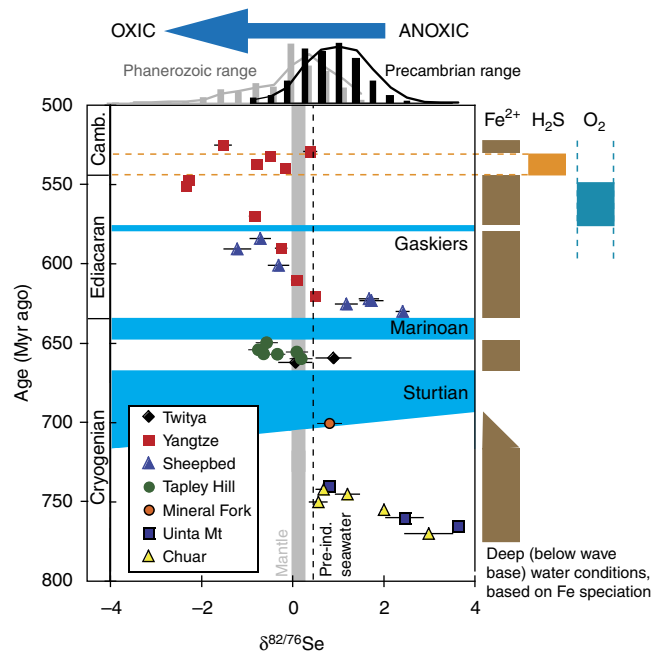 OXIC
ANOXIC
Phanerozoic range
Precambrian range
Fe²⁺
H₂S
O₂
500
550
600
650
700
750
800
Age (Myr ago)
Camb.
Ediacaran
Cryogenian
Gaskiers
Marinoan
Sturtian
Twitya
Yangtze
Sheepbed
Tapley Hill
Mineral Fork
Uinta Mt
Chuar
Mantle
Pre-ind.
seawater
Deep (below wave
base) water conditions,
based on Fe speciation
−4
−2
0
2
4
δ⁸²/⁷⁶Se